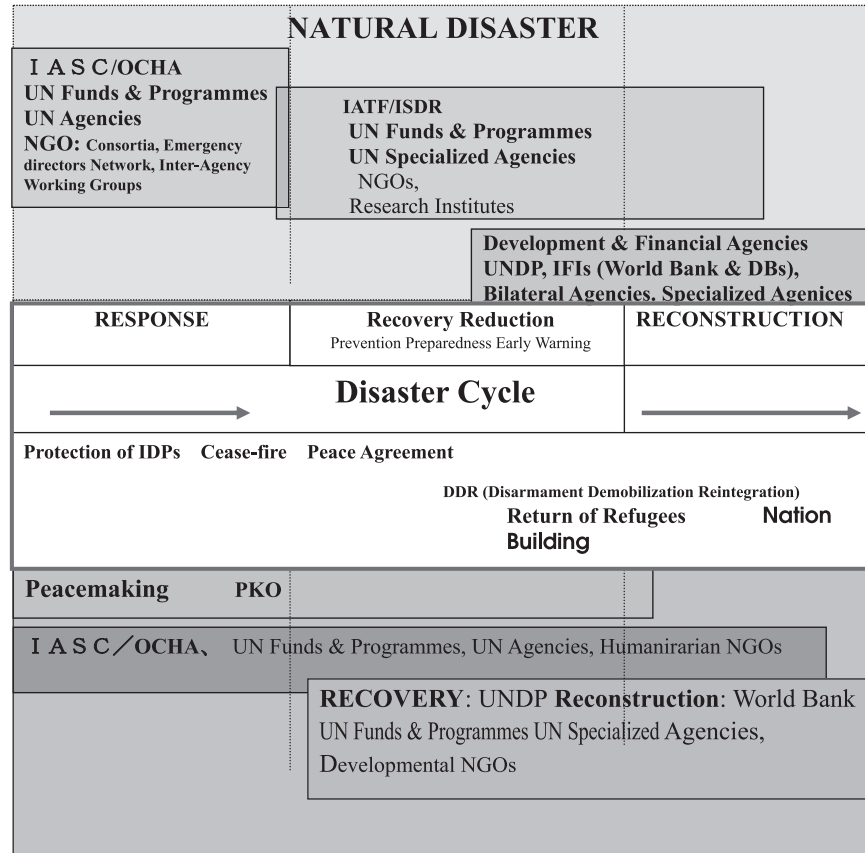 NATURAL DISASTER
ＩＡＳＣ/OCHA
UN Funds & Programmes
UN Agencies
NGO: Consortia, Emergency
directors Network, Inter-Agency
Working Groups
IATF/ISDR
UN Funds & Programmes
UN Specialized Agencies
NGOs,
Research Institutes
Development & Financial Agencies
UNDP, IFIs (World Bank & DBs),
Bilateral Agencies. Specialized Agenices
RESPONSE
Recovery Reduction
Prevention Preparedness Early Warning
RECONSTRUCTION
Disaster Cycle
Protection of IDPs Cease-fire Peace Agreement
DDR (Disarmament Demobilization Reintegration)
Return of Refugees Nation
Building
Peacemaking PKO
ＩＡＳＣ／OCHA、 UN Funds & Programmes, UN Agencies, Humanirarian NGOs
RECOVERY: UNDP Reconstruction: World Bank
UN Funds & Programmes UN Specialized Agencies,
Developmental NGOs